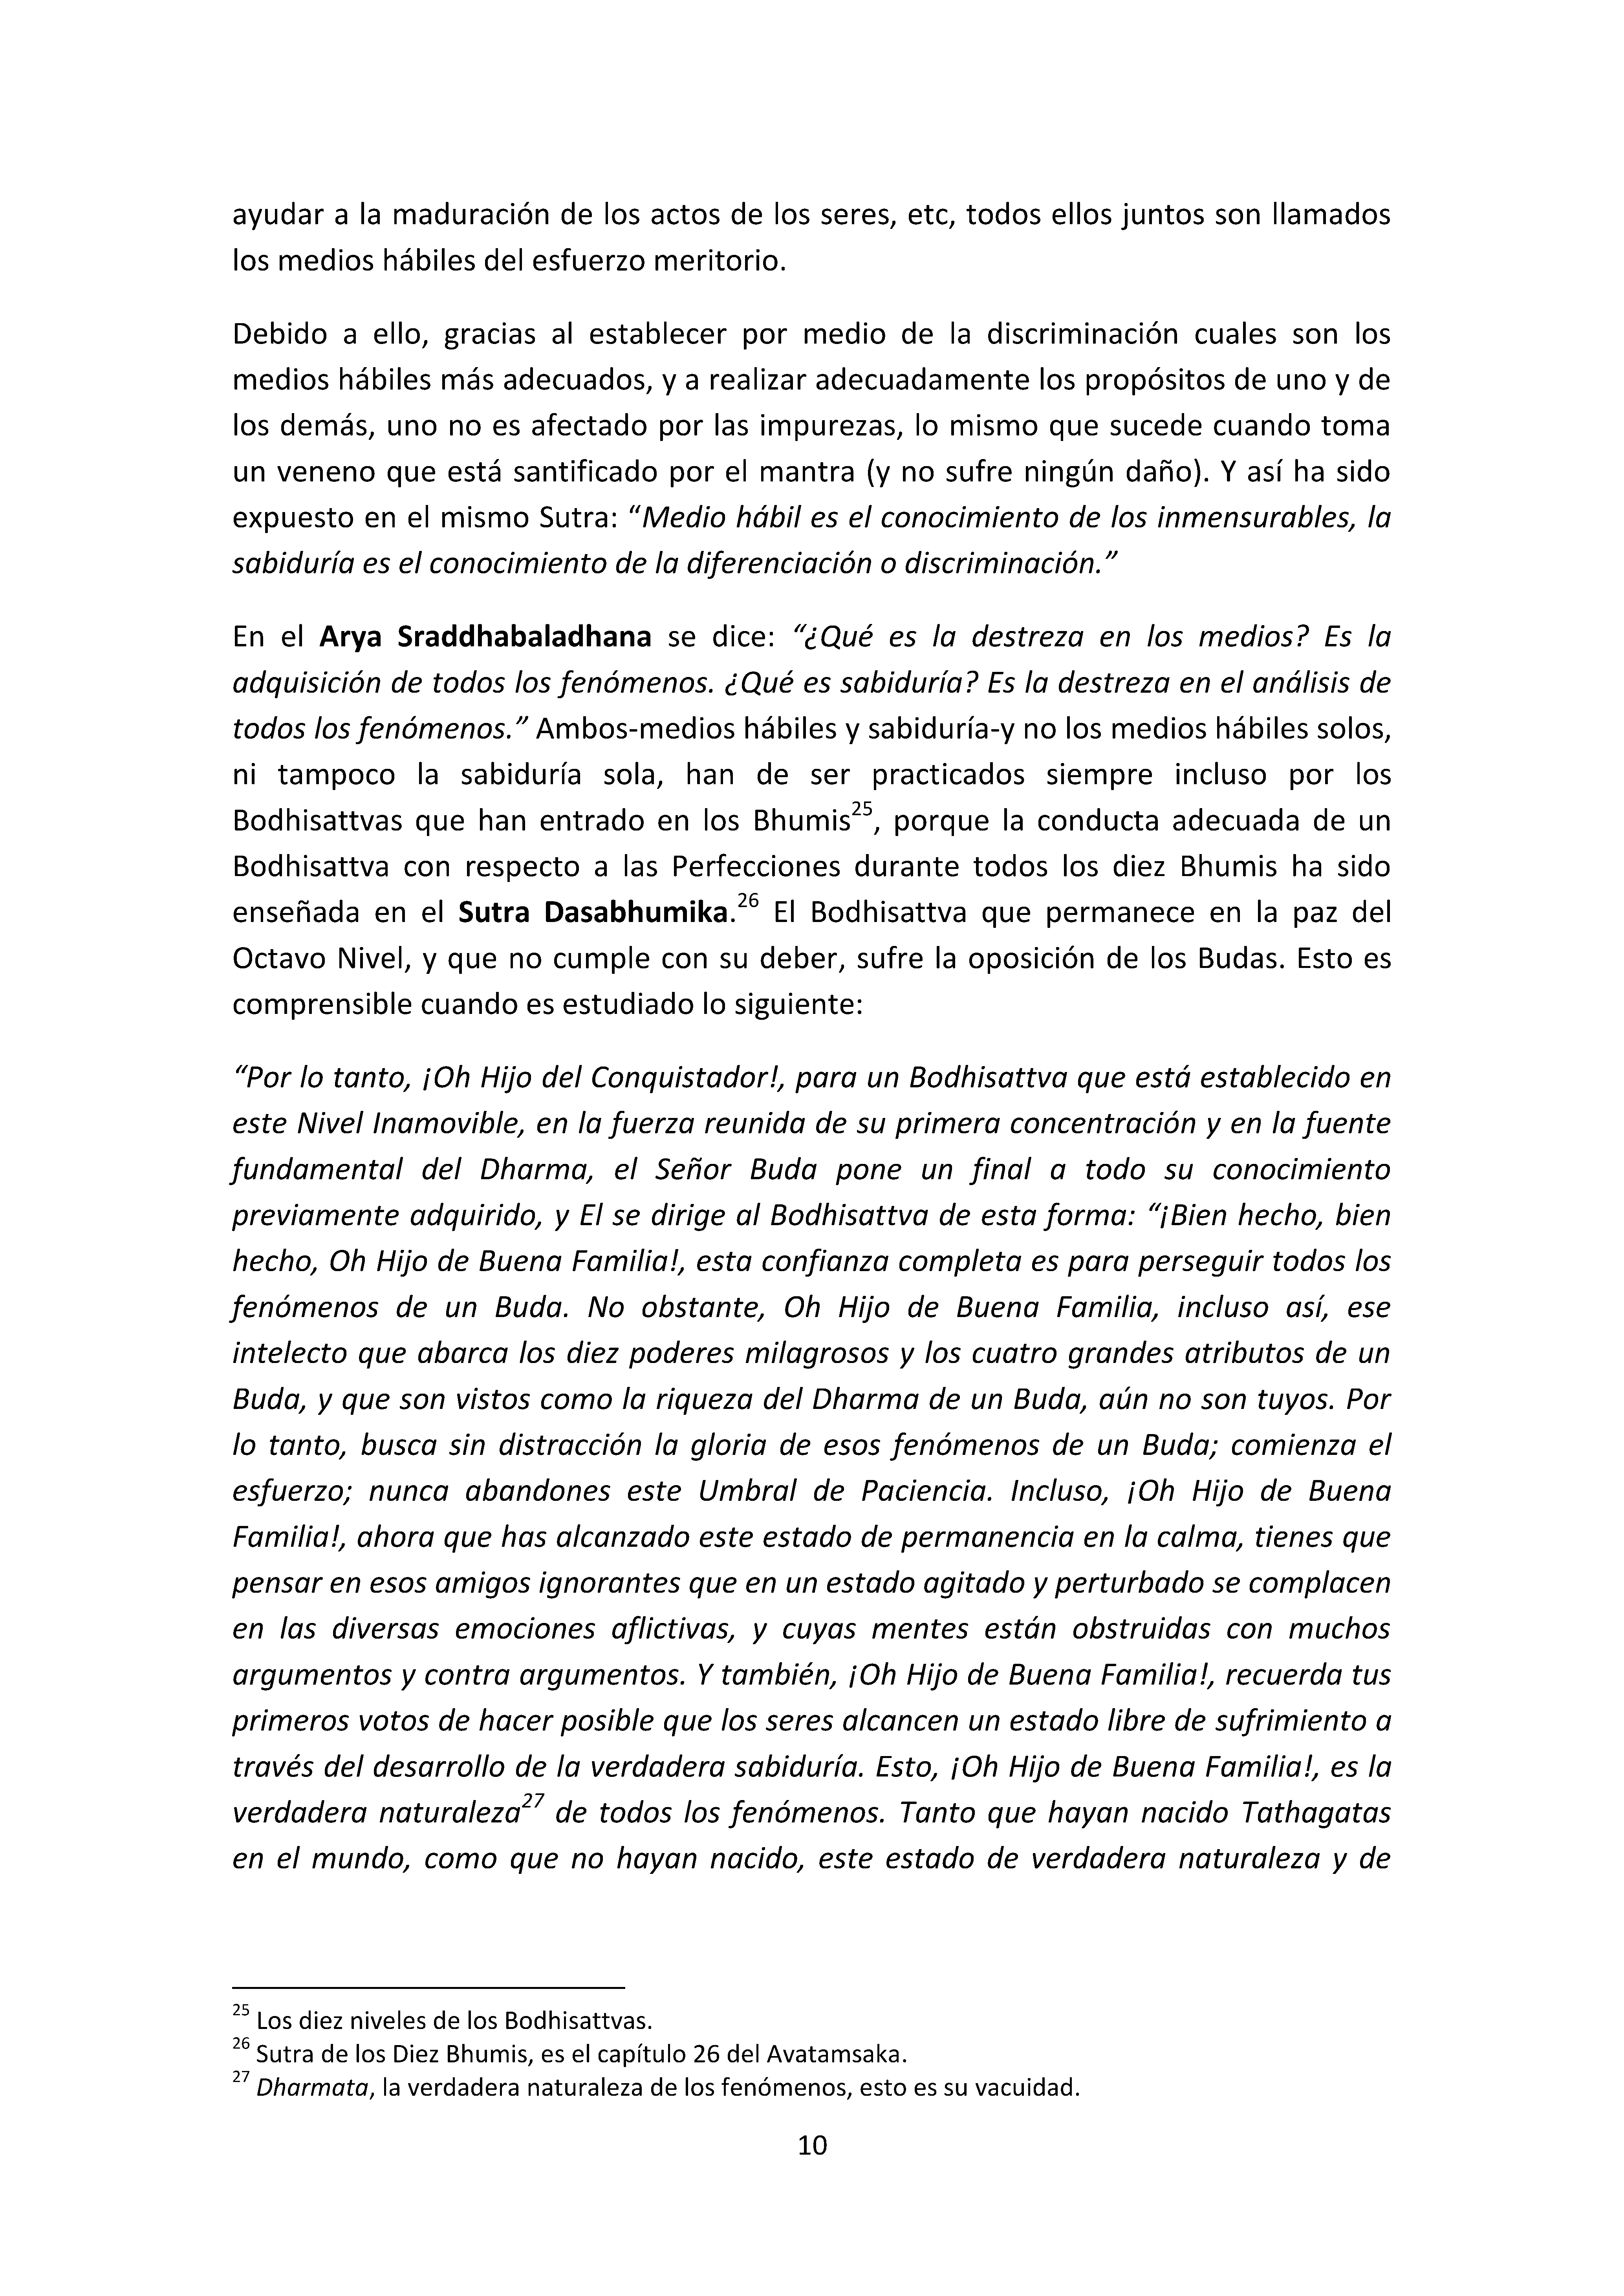 ayudar a la maduración de los actos de los seres, etc, todos ellos juntos son llamados
los medios hábiles del esfuerzo meritorio.
Debido a ello, gracias al establecer por medio de la discriminación cuales son los
medios hábiles más adecuados, y a realizar adecuadamente los propósitos de uno y de
los demás, uno no es afectado por las impurezas, lo mismo que sucede cuando toma
un veneno que está santificado por el mantra (y no sufre ningún daño). Y así ha sido
expuesto en el mismo Sutra: “Medio hábil es el conocimiento de los inmensurables, la
sabiduría es el conocimiento de la diferenciación o discriminación.”
En el Arya Sraddhabaladhana se dice: “¿Qué es la destreza en los medios? Es la
adquisición de todos los fenómenos. ¿Qué es sabiduría? Es la destreza en el análisis de
todos los fenómenos.” Ambos-medios hábiles y sabiduría-y no los medios hábiles solos,
ni tampoco la sabiduría sola, han de ser practicados siempre incluso por los
Bodhisattvas que han entrado en los Bhumis25, porque la conducta adecuada de un
Bodhisattva con respecto a las Perfecciones durante todos los diez Bhumis ha sido
enseñada en el Sutra Dasabhumika.26 El Bodhisattva que permanece en la paz del
Octavo Nivel, y que no cumple con su deber, sufre la oposición de los Budas. Esto es
comprensible cuando es estudiado lo siguiente:
“Por lo tanto, ¡Oh Hijo del Conquistador!, para un Bodhisattva que está establecido en
este Nivel Inamovible, en la fuerza reunida de su primera concentración y en la fuente
fundamental del Dharma, el Señor Buda pone un final a todo su conocimiento
previamente adquirido, y El se dirige al Bodhisattva de esta forma: “¡Bien hecho, bien
hecho, Oh Hijo de Buena Familia!, esta confianza completa es para perseguir todos los
fenómenos de un Buda. No obstante, Oh Hijo de Buena Familia, incluso así, ese
intelecto que abarca los diez poderes milagrosos y los cuatro grandes atributos de un
Buda, y que son vistos como la riqueza del Dharma de un Buda, aún no son tuyos. Por
lo tanto, busca sin distracción la gloria de esos fenómenos de un Buda; comienza el
esfuerzo; nunca abandones este Umbral de Paciencia. Incluso, ¡Oh Hijo de Buena
Familia!, ahora que has alcanzado este estado de permanencia en la calma, tienes que
pensar en esos amigos ignorantes que en un estado agitado y perturbado se complacen
en las diversas emociones aflictivas, y cuyas mentes están obstruidas con muchos
argumentos y contra argumentos. Y también, ¡Oh Hijo de Buena Familia!, recuerda tus
primeros votos de hacer posible que los seres alcancen un estado libre de sufrimiento a
través del desarrollo de la verdadera sabiduría. Esto, ¡Oh Hijo de Buena Familia!, es la
verdadera naturaleza27 de todos los fenómenos. Tanto que hayan nacido Tathagatas
en el mundo, como que no hayan nacido, este estado de verdadera naturaleza y de
25 Los diez niveles de los Bodhisattvas.
26 Sutra de los Diez Bhumis, es el capítulo 26 del Avatamsaka.
27 Dharmata, la verdadera naturaleza de los fenómenos, esto es su vacuidad.
10